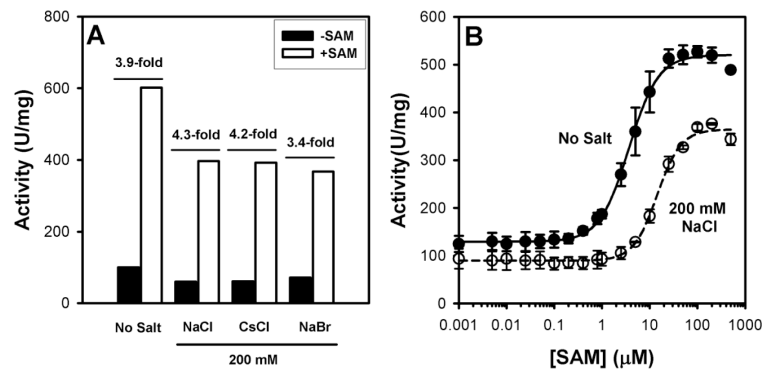 A
-SAM
+SAM
3.9-fold
4.3-fold
4.2-fold
3.4-fold
Activity (U/mg)
800
600
400
200
0
No Salt
NaCl
CsCl
NaBr
200 mM
B
Activity(U/mg)
600
500
400
300
200
100
0
No Salt
200 mM
NaCl
0.001
0.01
0.1
1
10
100
1000
[SAM] (μM)